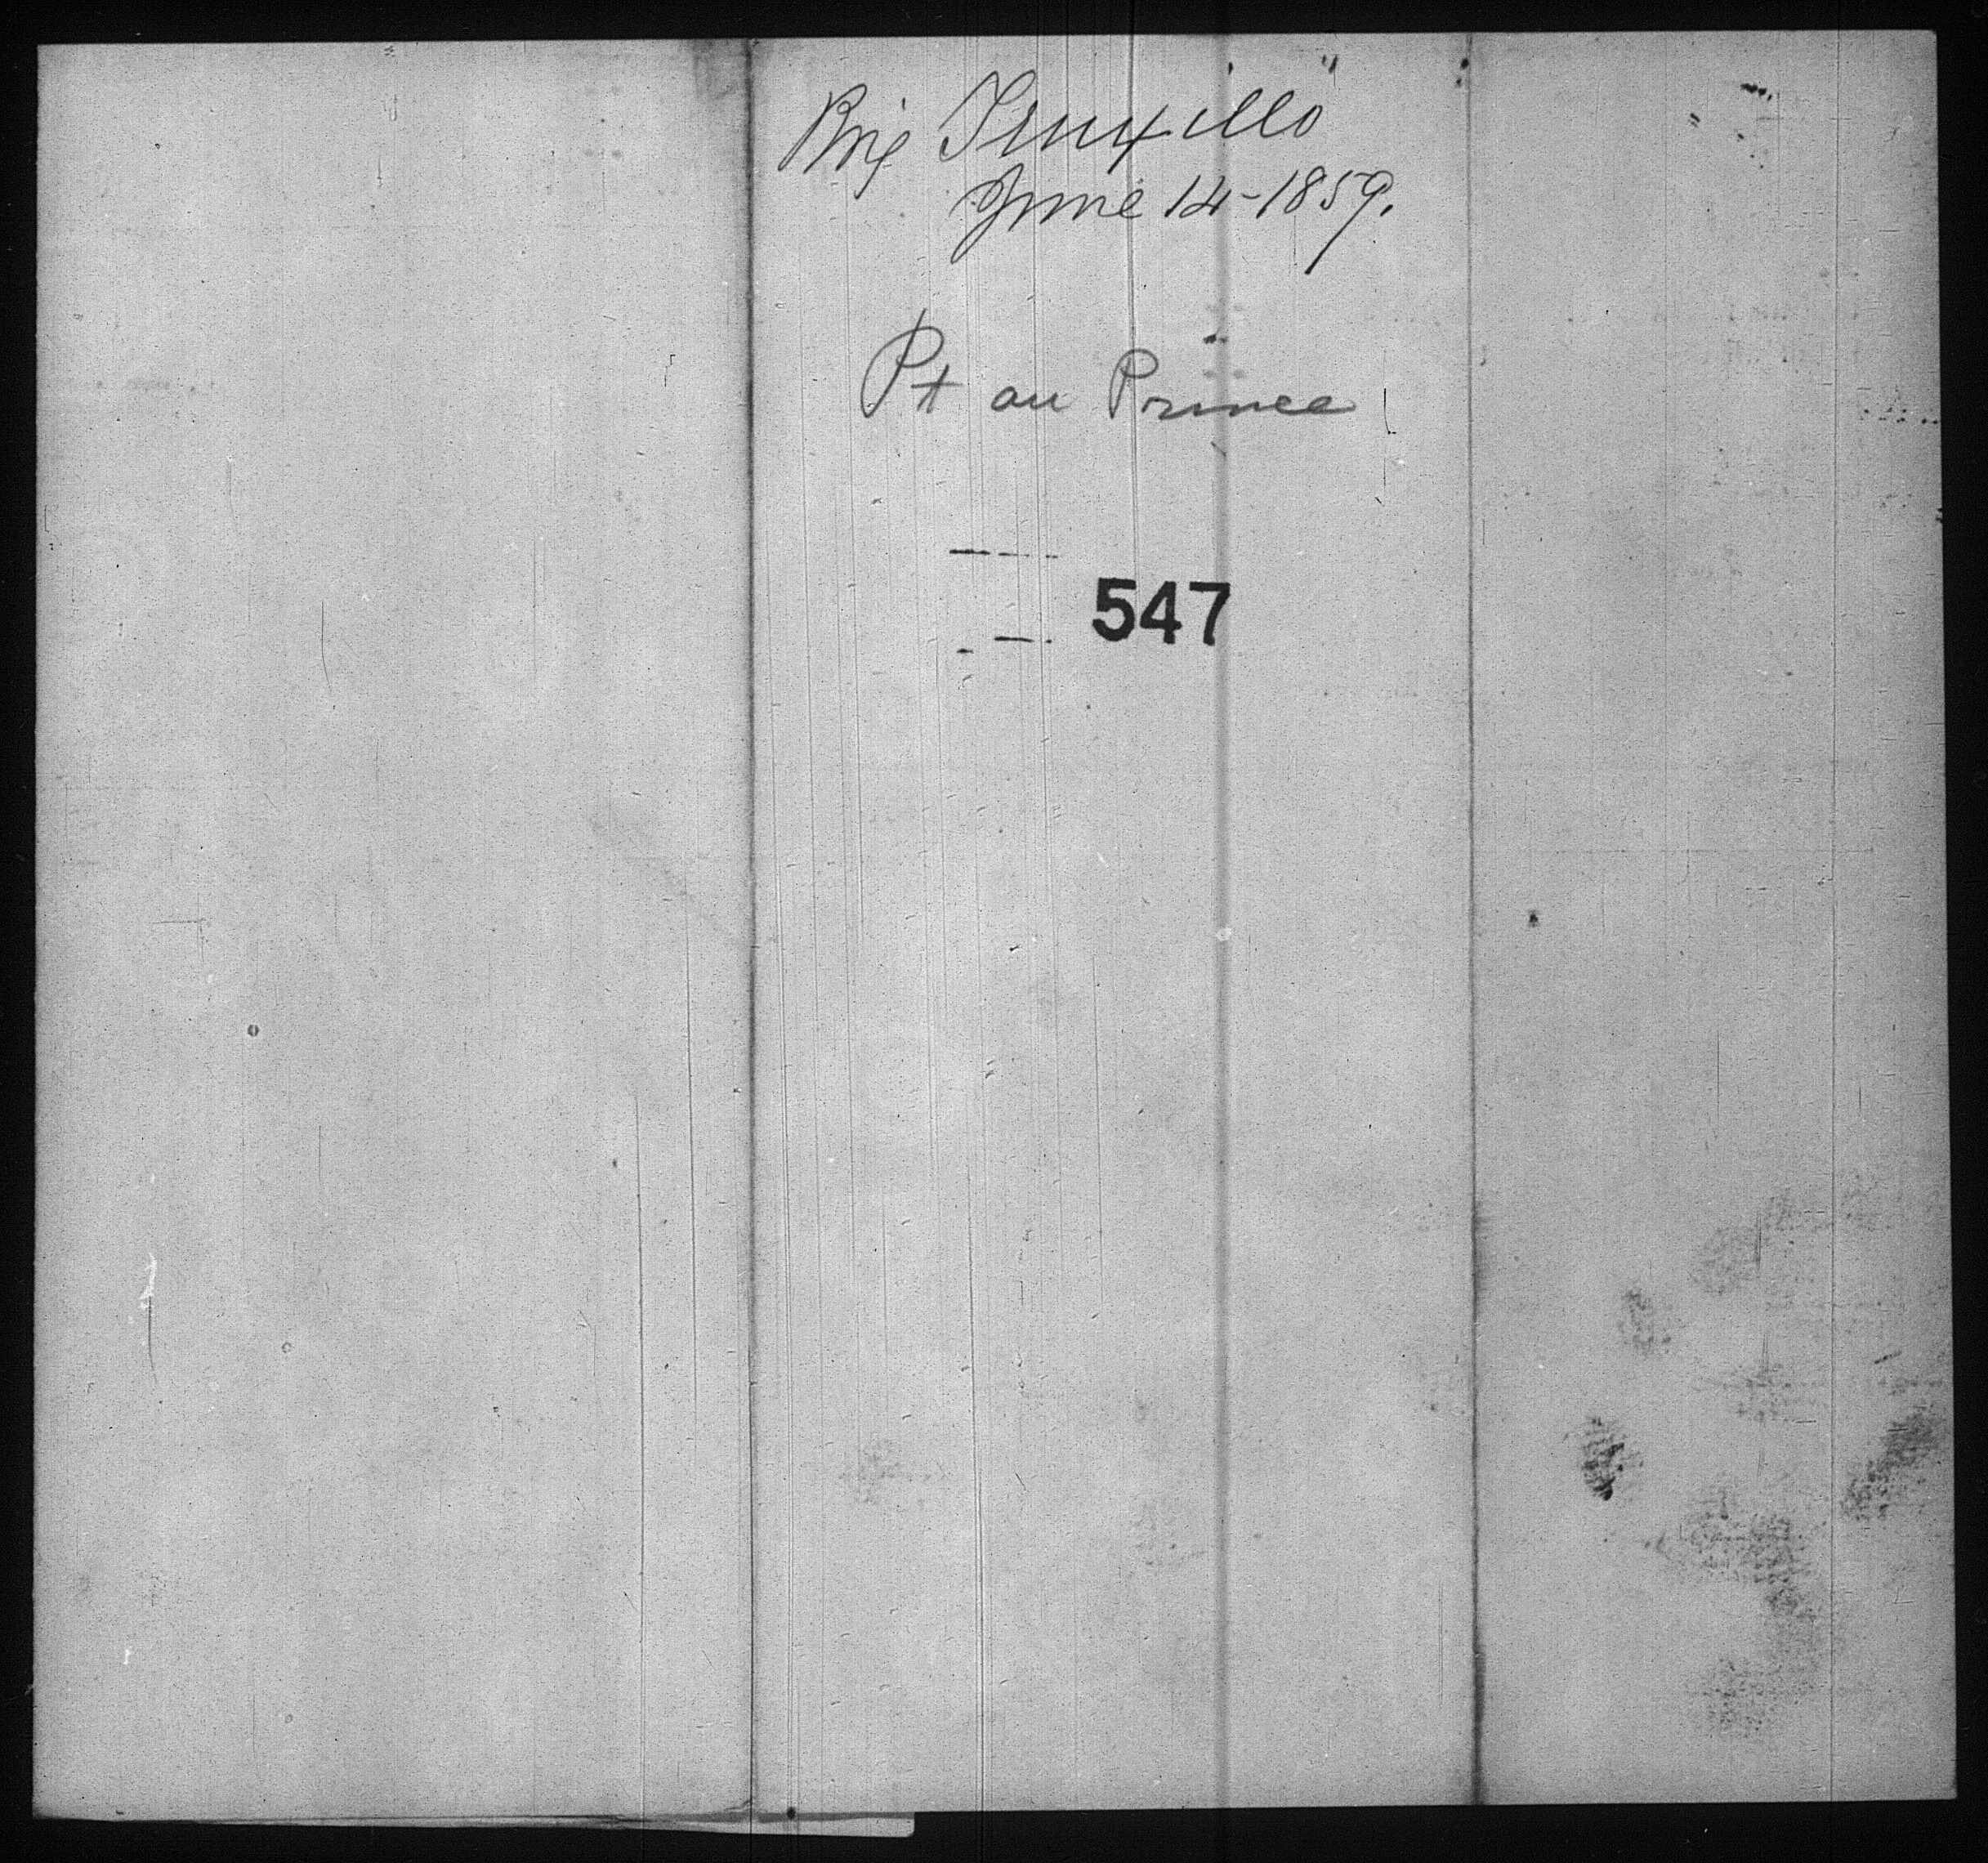 Brig Truxillo
June 14-1859.
Pt au Prince
547